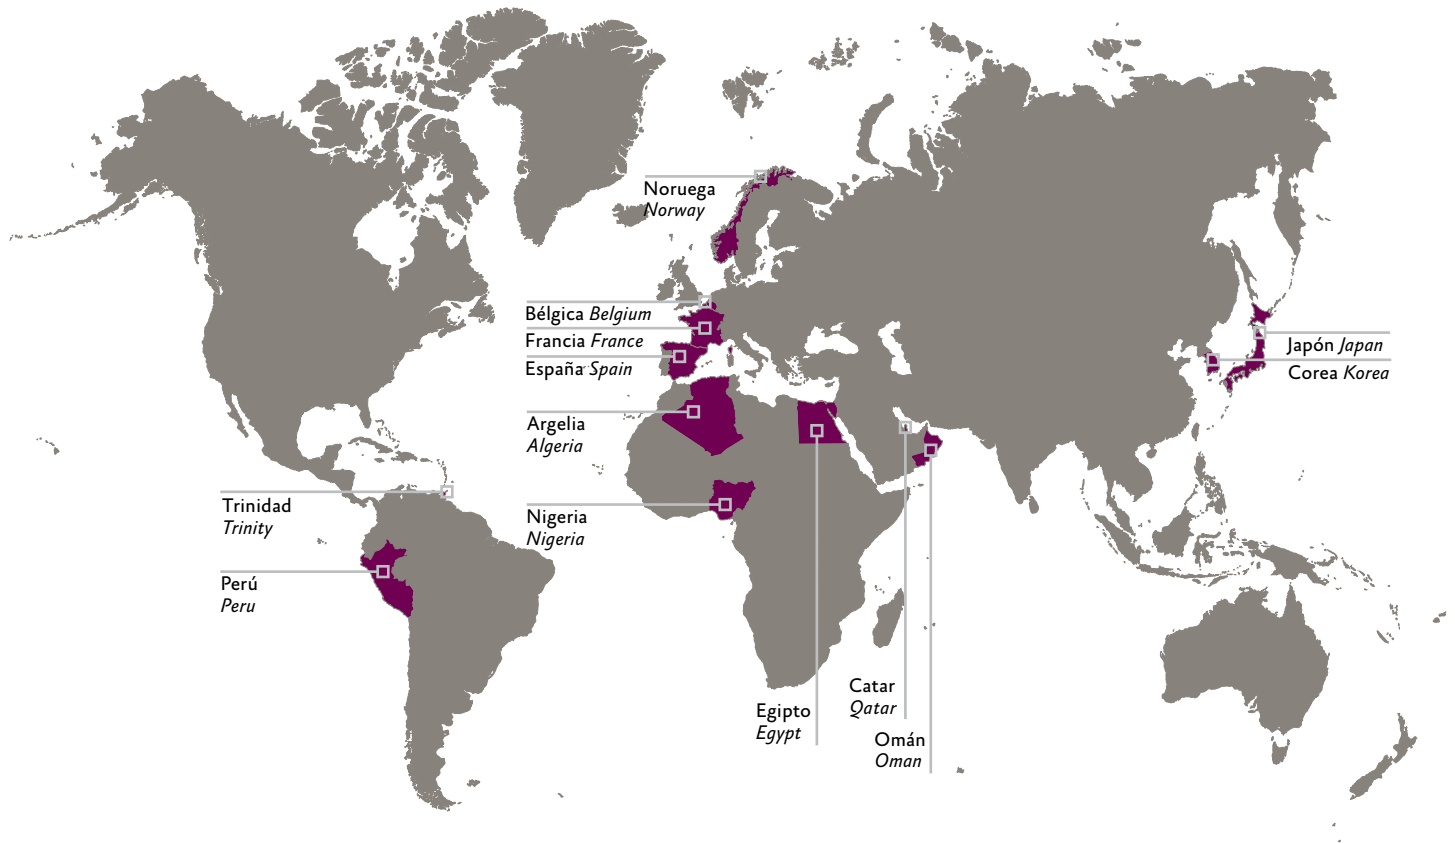 Noruega
Norway
Bélgica Belgium
Francia France
España Spain
Japón Japan
Corea Korea
Argelia
Algeria
Trinidad
Trinity
Nigeria
Nigeria
Perú
Peru
Catar
Qatar
Egipto
Egypt
Omán
Oman